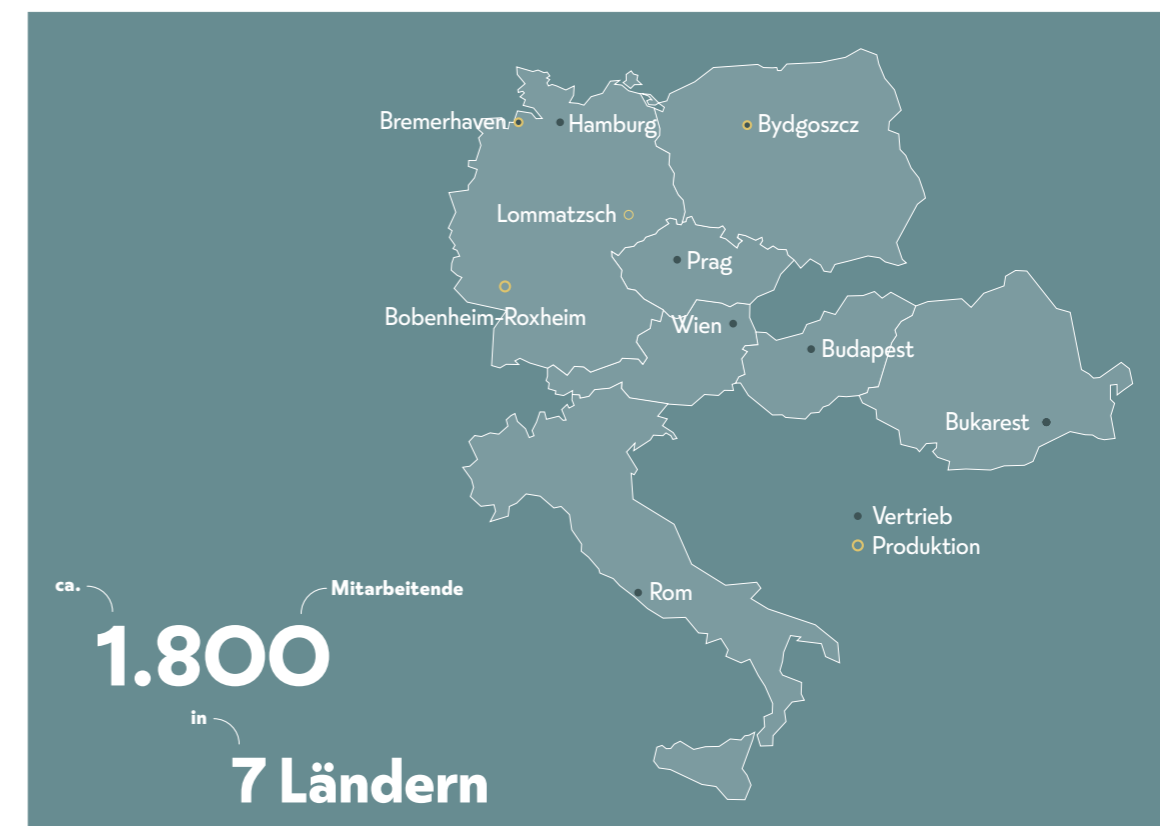 Bremerhaven
Hamburg
Bydgoszcz
Lommatzsch
Prag
Bobenheim-Roxheim
Wien
Budapest
Bukarest
Vertrieb
Produktion
Rom
ca.
Mitarbeitende
1.800
in
7 Ländern